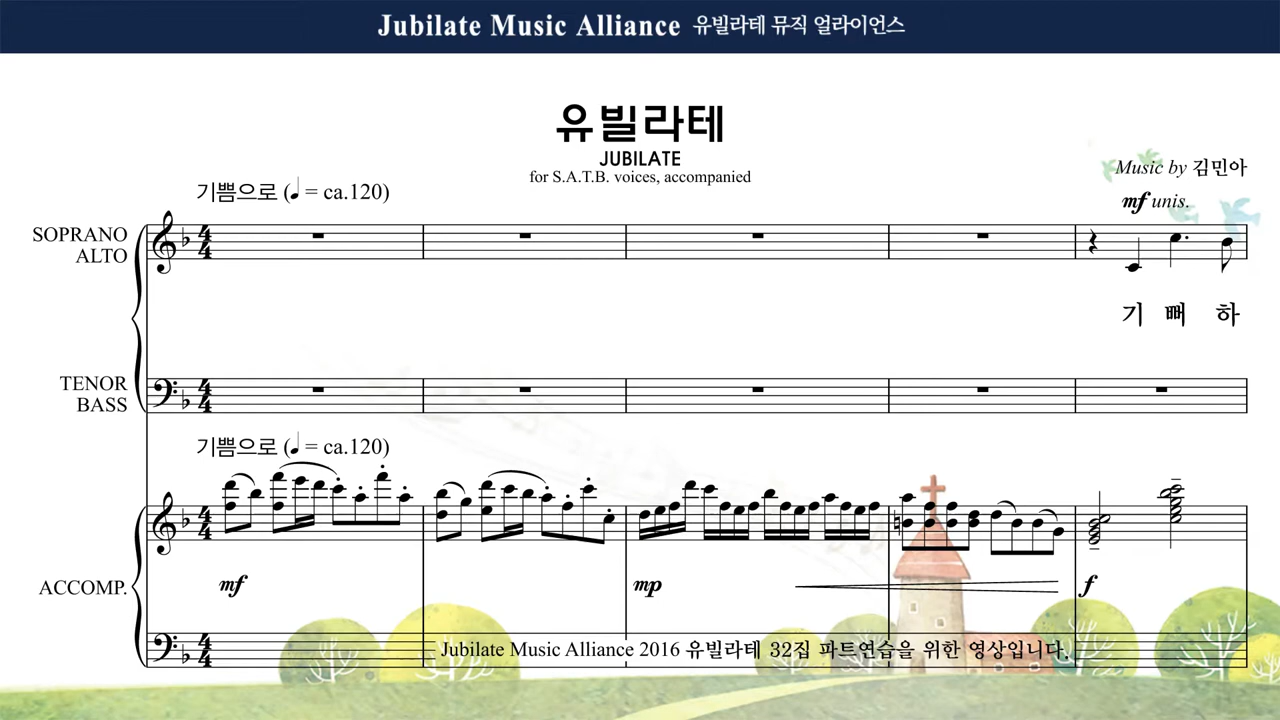 Jubilate Music Alliance 유빌라테 뮤직 얼라이언스
유빌라테
JUBILATE
for S.A.T.B. voices, accompanied
Music by 김민아
기쁨으로 (♩ = ca.120)
mf unis.
SOPRANO
ALTO
기 뻐 하
TENOR
BASS
기쁨으로 (♩ = ca.120)
ACCOMP.
mf mp f
Jubilate Music Alliance 2016 유빌라테 32집 파트연습을 위한 영상입니다.